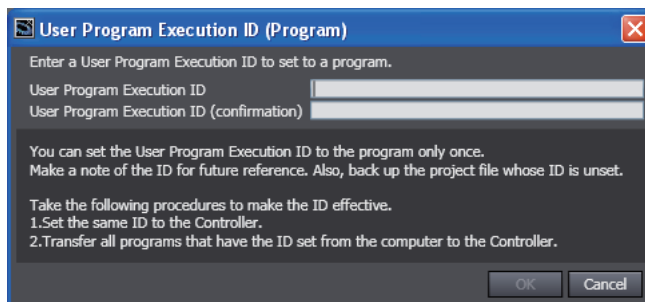 User Program Execution ID (Program)
Enter a User Program Execution ID to set to a program.
User Program Execution ID
User Program Execution ID (confirmation)
You can set the User Program Execution ID to the program only once.
Make a note of the ID for future reference. Also, back up the project file whose ID is unset.
Take the following procedures to make the ID effective.
1.Set the same ID to the Controller.
2.Transfer all programs that have the ID set from the computer to the Controller.
OK
Cancel